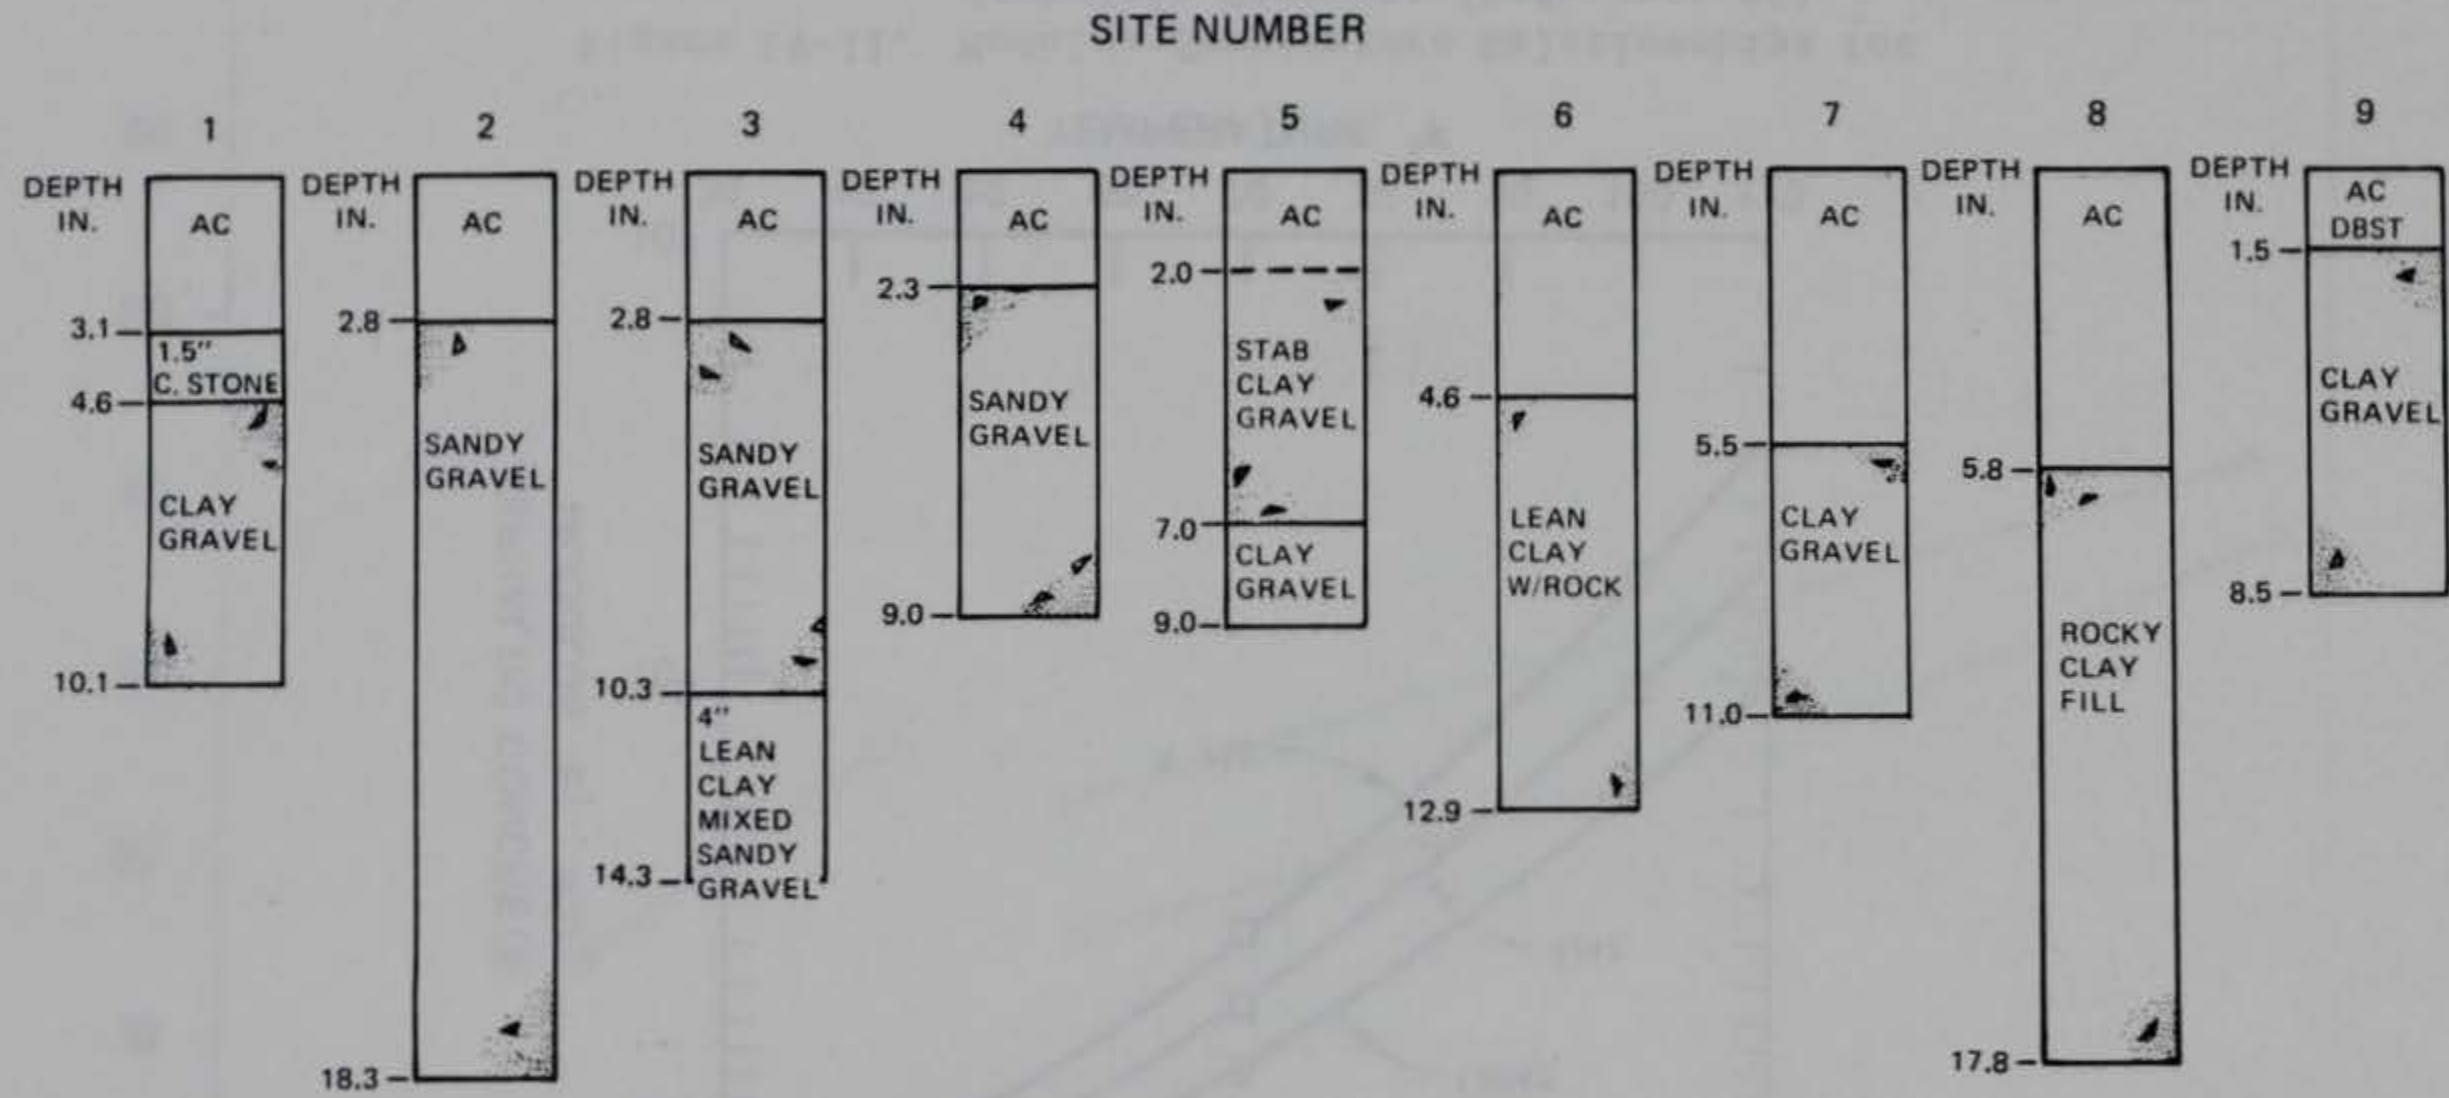 SITE NUMBER
1
DEPTH
IN.
AC
3.1
1.5"
C. STONE
4.6
CLAY
GRAVEL
10.1
2
DEPTH
IN.
AC
2.8
SANDY
GRAVEL
18.3
3
DEPTH
IN.
AC
2.8
SANDY
GRAVEL
10.3
4"
LEAN
CLAY
MIXED
SANDY
GRAVEL
14.3
4
DEPTH
IN.
AC
2.3
SANDY
GRAVEL
9.0
5
DEPTH
IN.
AC
2.0
STAB
CLAY
GRAVEL
7.0
CLAY
GRAVEL
9.0
6
DEPTH
IN.
AC
4.6
LEAN
CLAY
W/ROCK
12.9
7
DEPTH
IN.
AC
5.5
CLAY
GRAVEL
11.0
8
DEPTH
IN.
AC
5.8
ROCKY
CLAY
FILL
17.8
9
DEPTH
IN.
AC
DBST
1.5
CLAY
GRAVEL
8.5